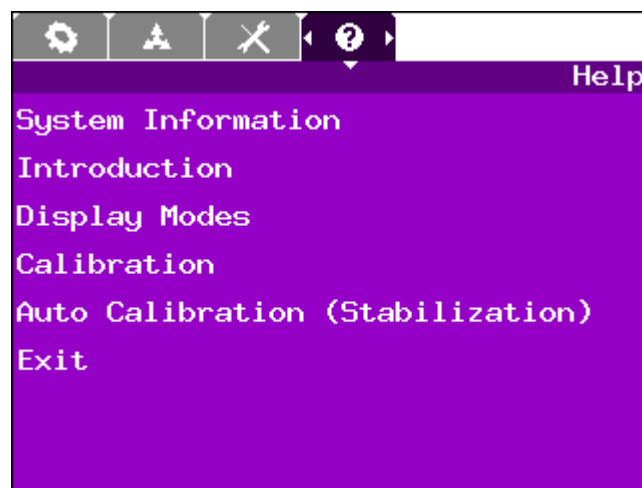 Help
System Information
Introduction
Display Modes
Calibration
Auto Calibration (Stabilization)
Exit